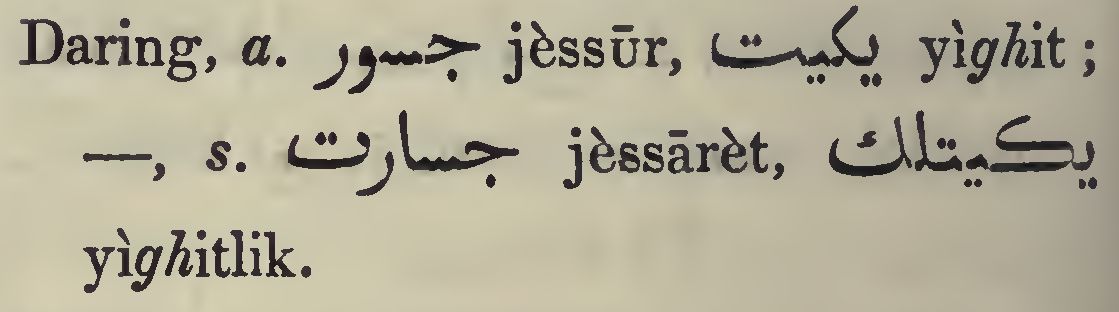 Daring, a. جسور jèssūr, يكيت yìghit ;
—, s. جسارت jèssārèt, يكيتلك
yìghitlik.